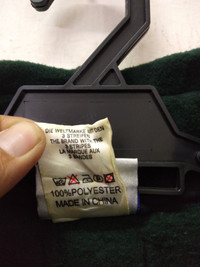 DIE WELTMARKE MIT DEN
3 STREIFEN
THE BRAND WITH THE
3 STRIPES
LA MARQUE AUX
3 BANDES
100%POLYESTER
MADE IN CHINA